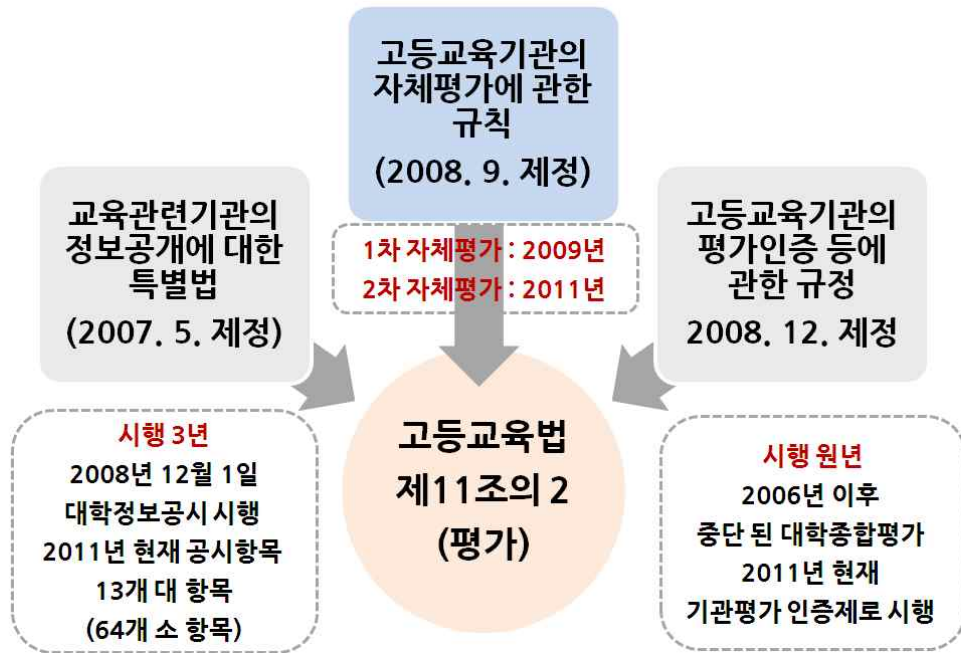 고등교육기관의
자체평가에 관한
규칙
(2008. 9. 제정)
1차 자체평가 : 2009년
2차 자체평가 : 2011년
교육관련기관의
정보공개에 대한
특별법
(2007. 5. 제정)
시행 3년
2008년 12월 1일
대학정보공시 시행
2011년 현재 공시항목
13개 대 항목
(64개 소 항목)
고등교육기관의
평가인증 등에
관한 규정
2008. 12. 제정
시행 원년
2006년 이후
중단 된 대학종합평가
2011년 현재
기관평가 인증제로 시행
고등교육법
제11조의 2
(평가)